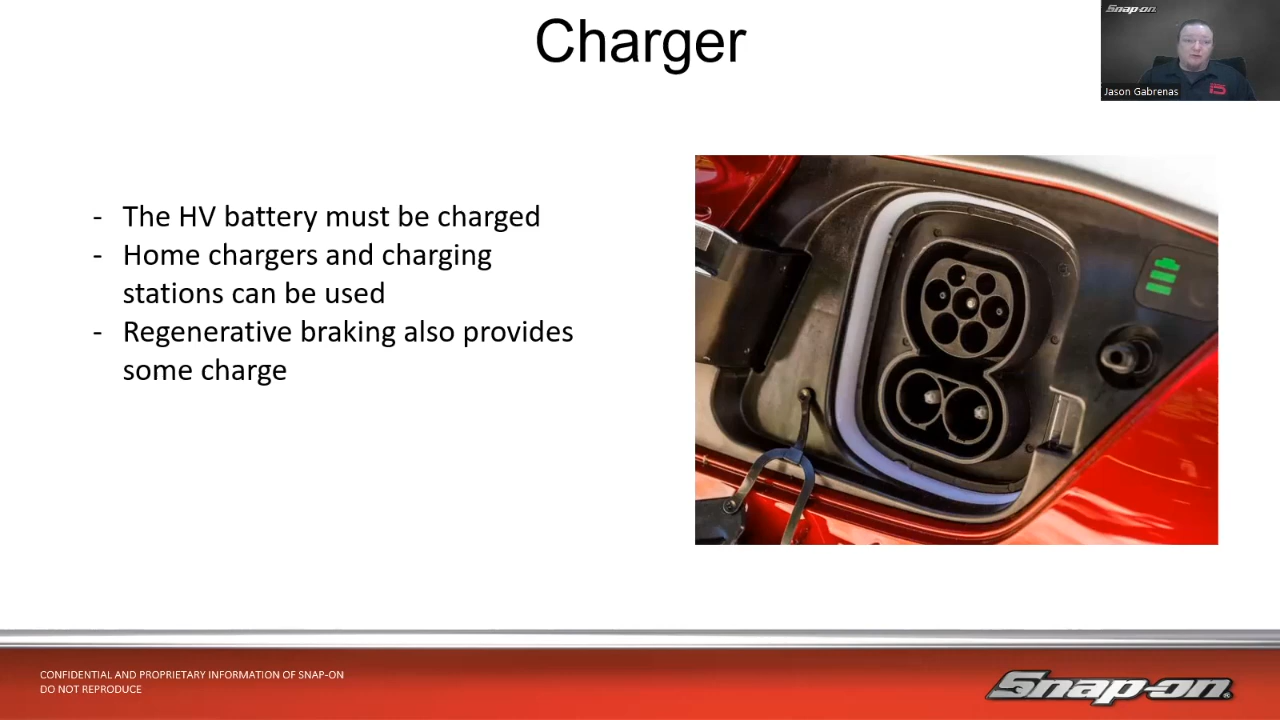 Charger
Snap-on
Jason Gabrenas
- The HV battery must be charged
- Home chargers and charging
stations can be used
- Regenerative braking also provides
some charge
CONFIDENTIAL AND PROPRIETARY INFORMATION OF SNAP-ON
DO NOT REPRODUCE
Snap-on